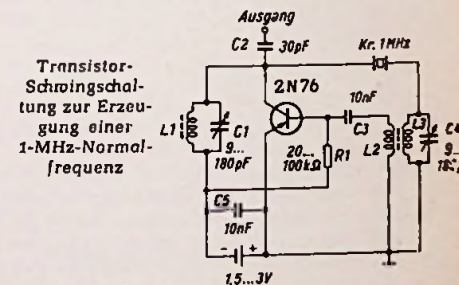 Transistor-
Schwingschal-
tung zur Erzeu-
gung einer
1-MHz-Normal-
frequenz
Ausgang
C2
30pF
Kr. 1MHz
2N76
10nF
C3
L1
C1
9...
180pF
20...
100kΩ
R1
L2
L3
C4
9...
C5
10nF
- +
1,5...3V